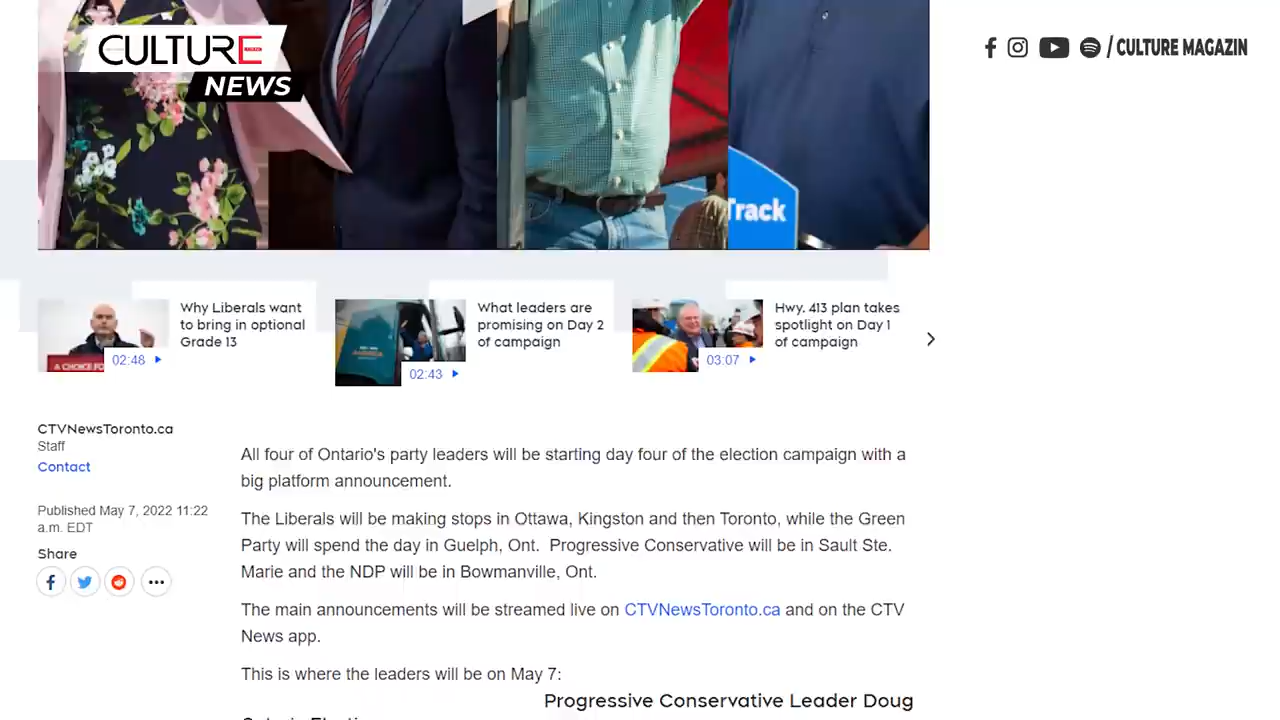 CULTURE
NEWS
/ CULTURE MAGAZIN
Track
Why Liberals want
to bring in optional
Grade 13
02:48
A CHOICE FO
What leaders are
promising on Day 2
of campaign
02:43
Hwy. 413 plan takes
spotlight on Day 1
of campaign
03:07
CTVNewsToronto.ca
Staff
Contact
Published May 7, 2022 11:22
a.m. EDT
Share
All four of Ontario's party leaders will be starting day four of the election campaign with a
big platform announcement.
The Liberals will be making stops in Ottawa, Kingston and then Toronto, while the Green
Party will spend the day in Guelph, Ont. Progressive Conservative will be in Sault Ste.
Marie and the NDP will be in Bowmanville, Ont.
The main announcements will be streamed live on CTVNewsToronto.ca and on the CTV
News app.
This is where the leaders will be on May 7:
Progressive Conservative Leader Doug